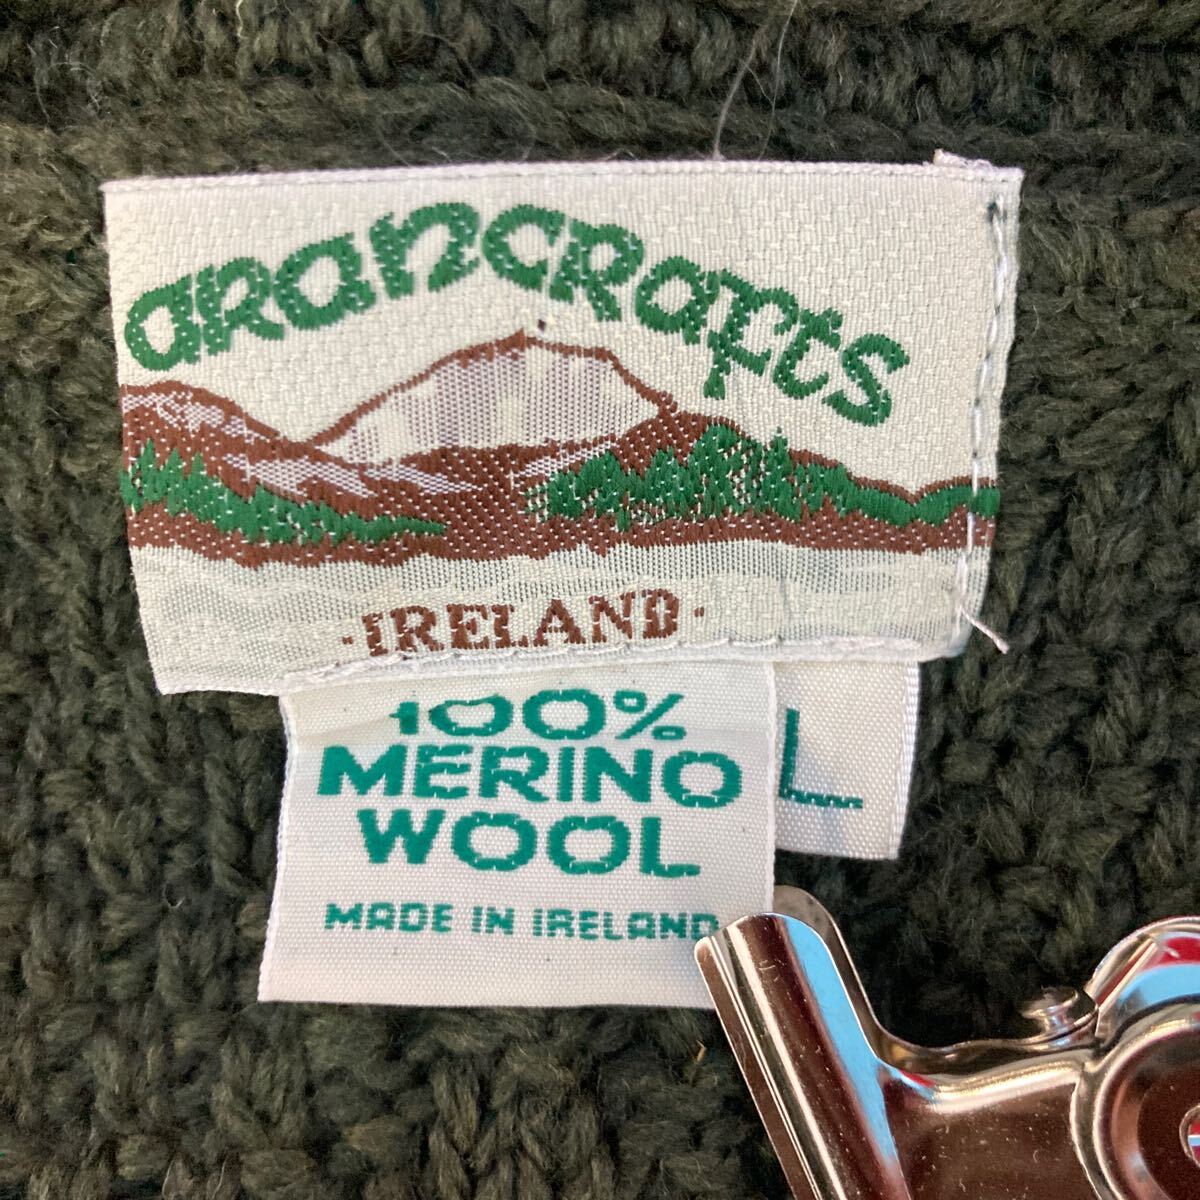 arancrafts
·IRELAND·
100%
MERINO
WOOL
MADE IN IRELAND
L